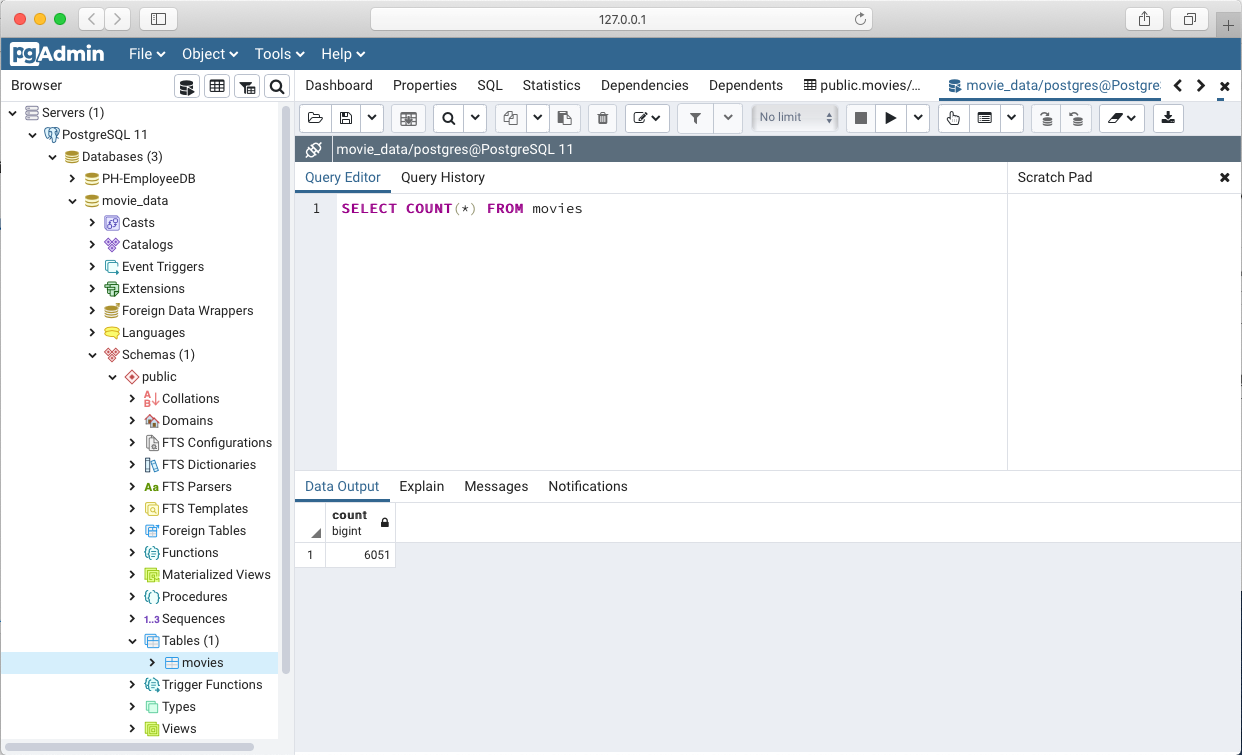 127.0.0.1
pgAdmin File Object Tools Help
Browser
Dashboard Properties SQL Statistics Dependencies Dependents public.movies/... movie_data/postgres@Postgre
No limit
movie_data/postgres@PostgreSQL 11
Query Editor Query History
Scratch Pad
1 SELECT COUNT(*) FROM movies
Servers (1)
PostgreSQL 11
Databases (3)
PH-EmployeeDB
movie_data
Casts
Catalogs
Event Triggers
Extensions
Foreign Data Wrappers
Languages
Schemas (1)
public
Collations
Domains
FTS Configurations
FTS Dictionaries
Aa FTS Parsers
FTS Templates
Foreign Tables
Functions
Materialized Views
Procedures
1..3 Sequences
Tables (1)
movies
Trigger Functions
Types
Views
Data Output Explain Messages Notifications
count
bigint
1 6051